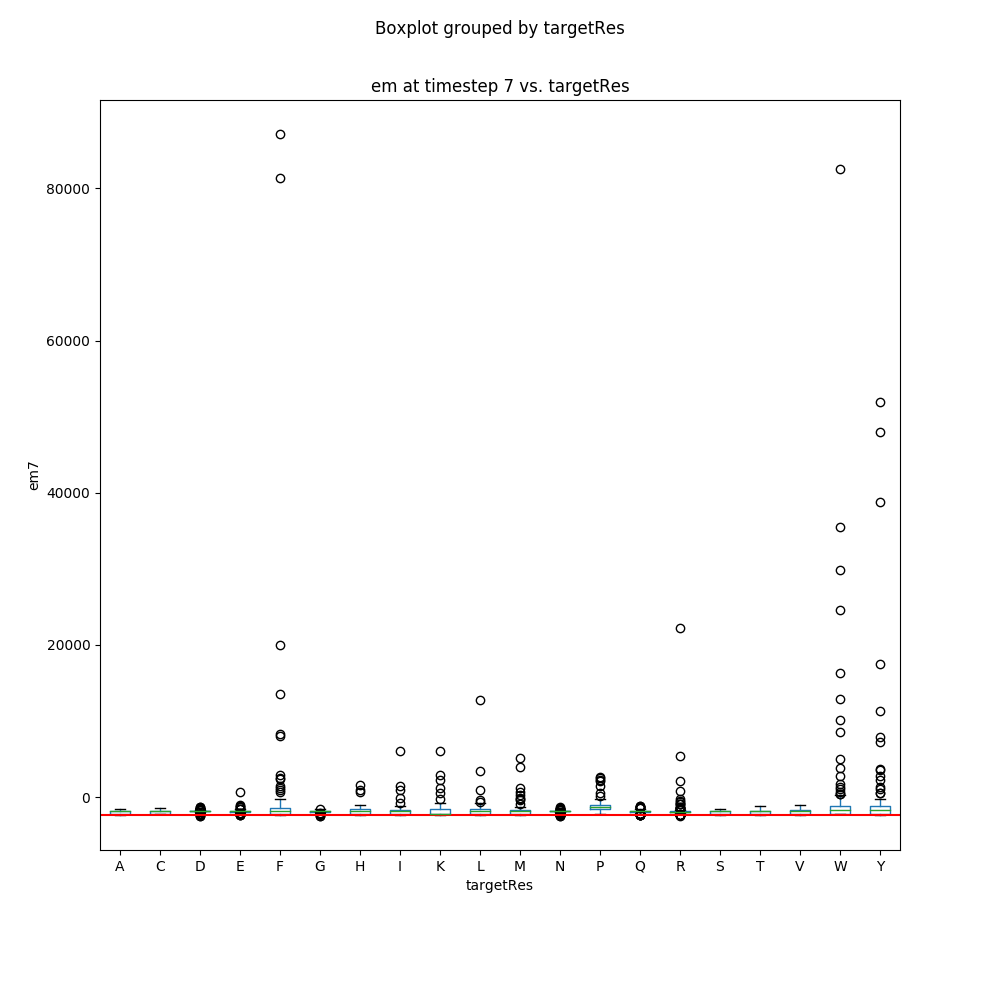 Boxplot grouped by targetRes
em at timestep 7 vs. targetRes
80000
60000
40000
20000
0
em7
A C D E F G H I K L M N P Q R S T V W Y
targetRes